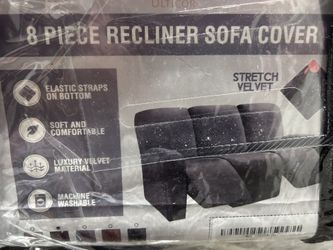 ULTICOR
8 PIECE RECLINER SOFA COVER
STRETCH
VELVET
ELASTIC STRAPS
ON BOTTOM
SOFT AND
COMFORTABLE
LUXURY VELVET
MATERIAL
MACHINE
WASHABLE